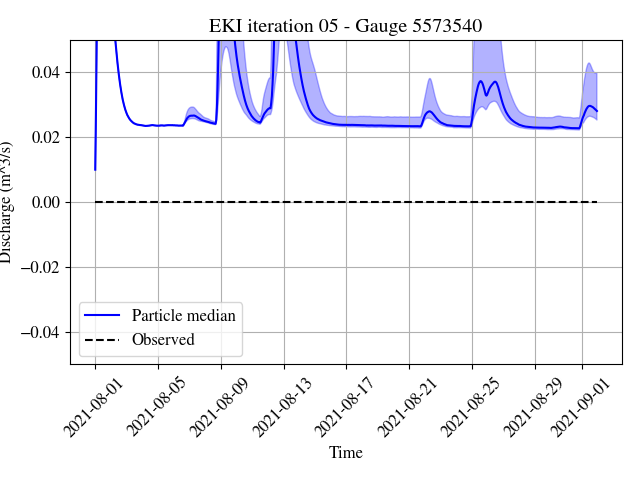 EKI iteration 05 - Gauge 5573540
0.04
0.02
0.00
−0.02
−0.04
Discharge (m^3/s)
Particle median
Observed
2021-08-01
2021-08-05
2021-08-09
2021-08-13
2021-08-17
2021-08-21
2021-08-25
2021-08-29
2021-09-01
Time